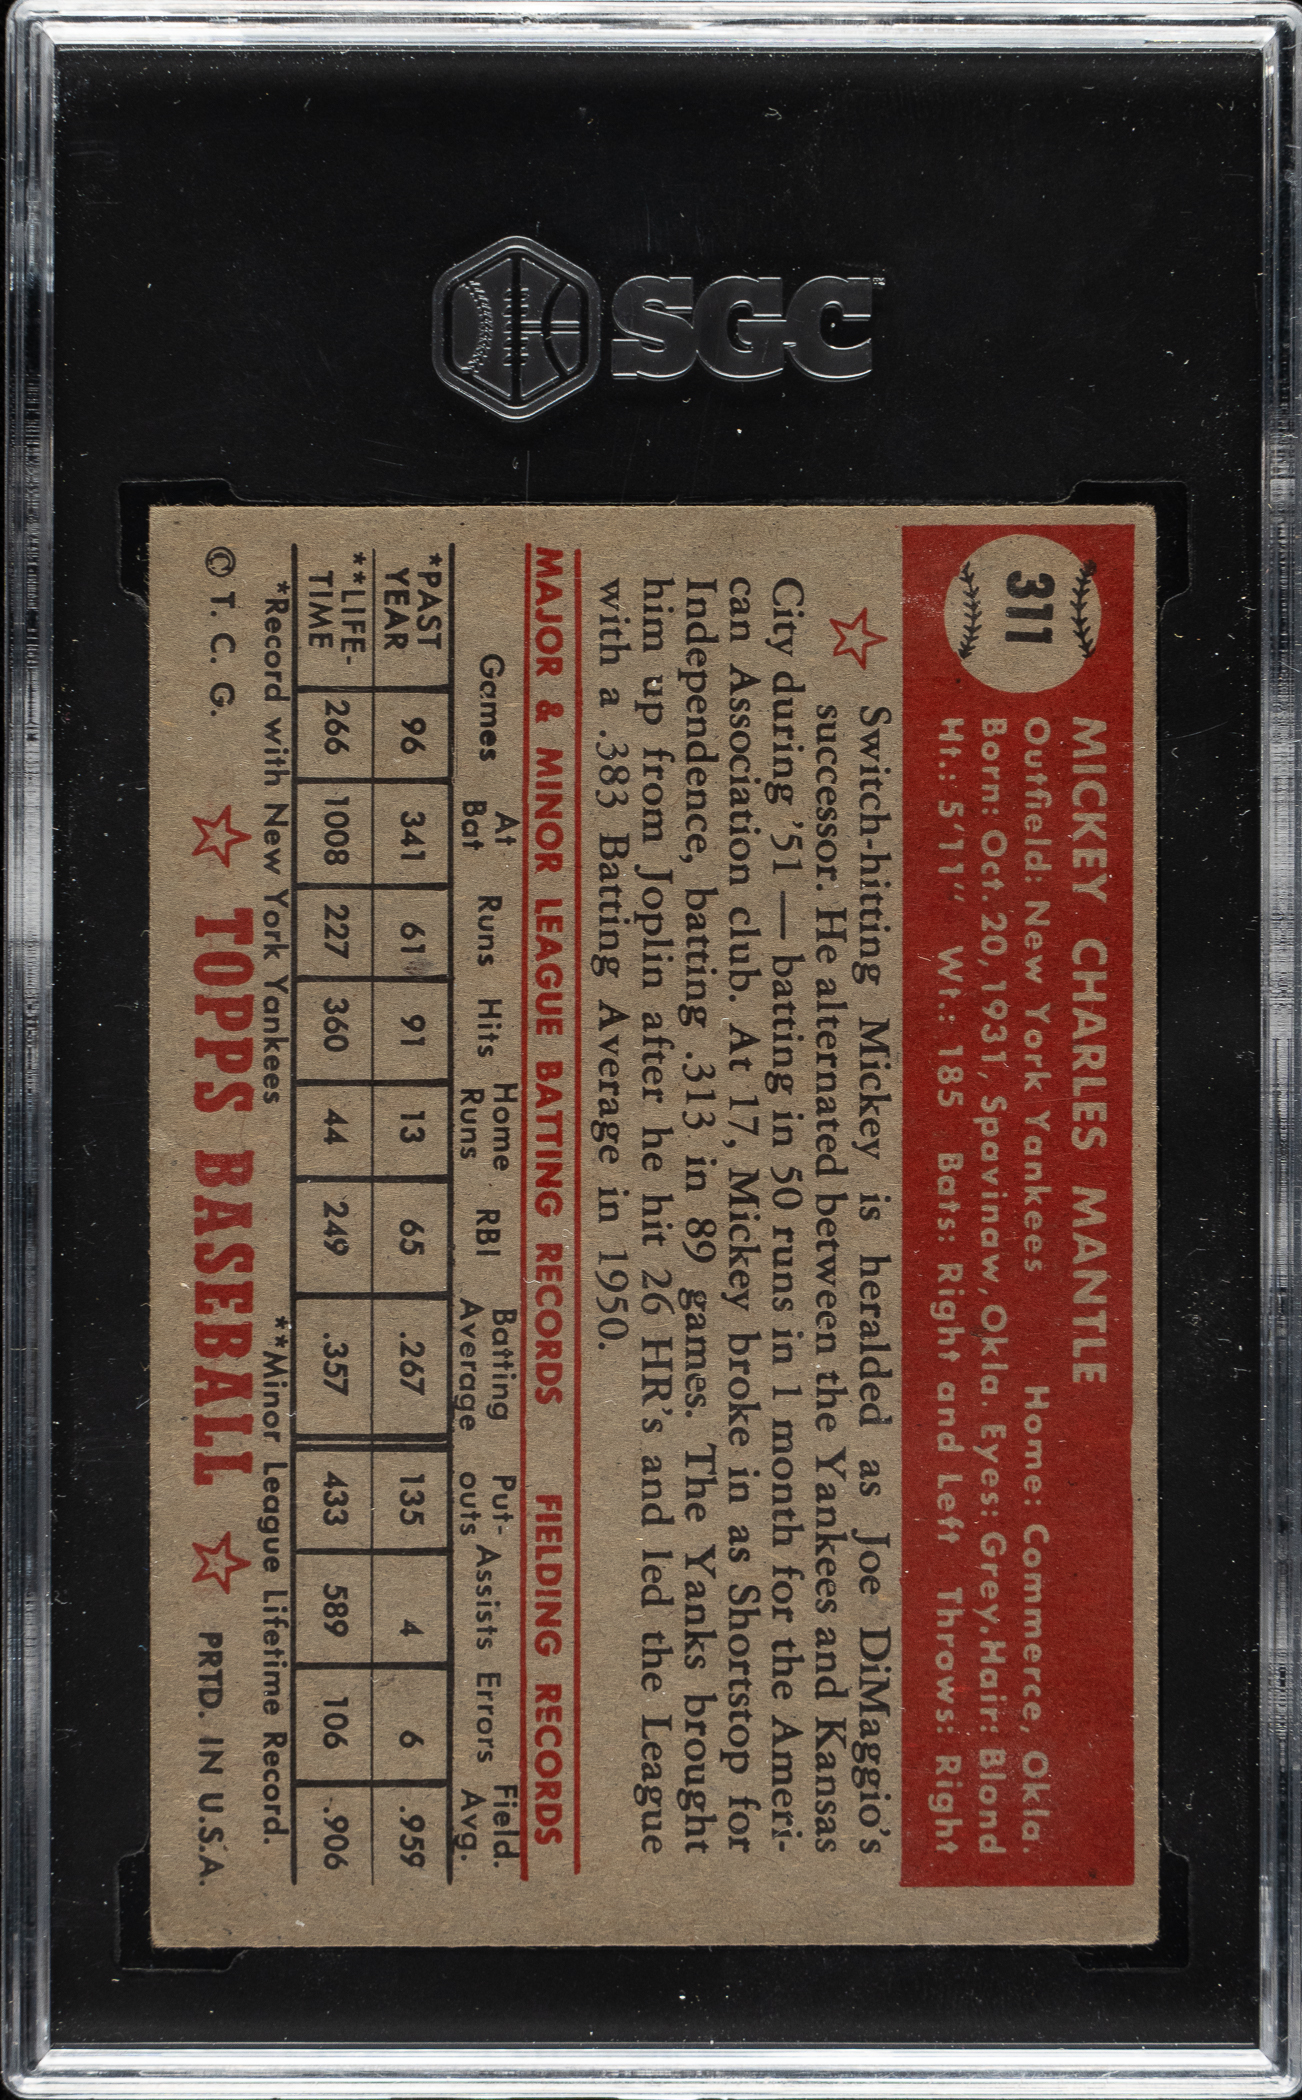 SGC
311
MICKEY CHARLES MANTLE
Outfield: New York Yankees Home: Commerce, Okla.
Born: Oct. 20, 1931, Spavinaw, Okla. Eyes: Grey, Hair: Blond
Ht.: 5'11" Wt.: 185 Bats: Right and Left Throws: Right
Switch-hitting Mickey is heralded as Joe DiMaggio's
successor. He alternated between the Yankees and Kansas
City during '51 — batting in 50 runs in 1 month for the Ameri-
can Association club. At 17, Mickey broke in as Shortstop for
Independence, batting .313 in 89 games. The Yanks brought
him up from Joplin after he hit 26 HR's and led the League
with a .383 Batting Average in 1950.
MAJOR & MINOR LEAGUE BATTING RECORDS FIELDING RECORDS
Games At Bat Runs Hits Home Runs RBI Batting Average Put-outs Assists Errors Field. Avg.
*PAST YEAR 96 341 61 91 13 65 .267 135 4 6 .959
**LIFE-TIME 266 1008 227 360 44 249 .357 433 589 106 .906
*Record with New York Yankees **Minor League Lifetime Record.
© T. C. G. TOPPS BASEBALL PRTD. IN U.S.A.